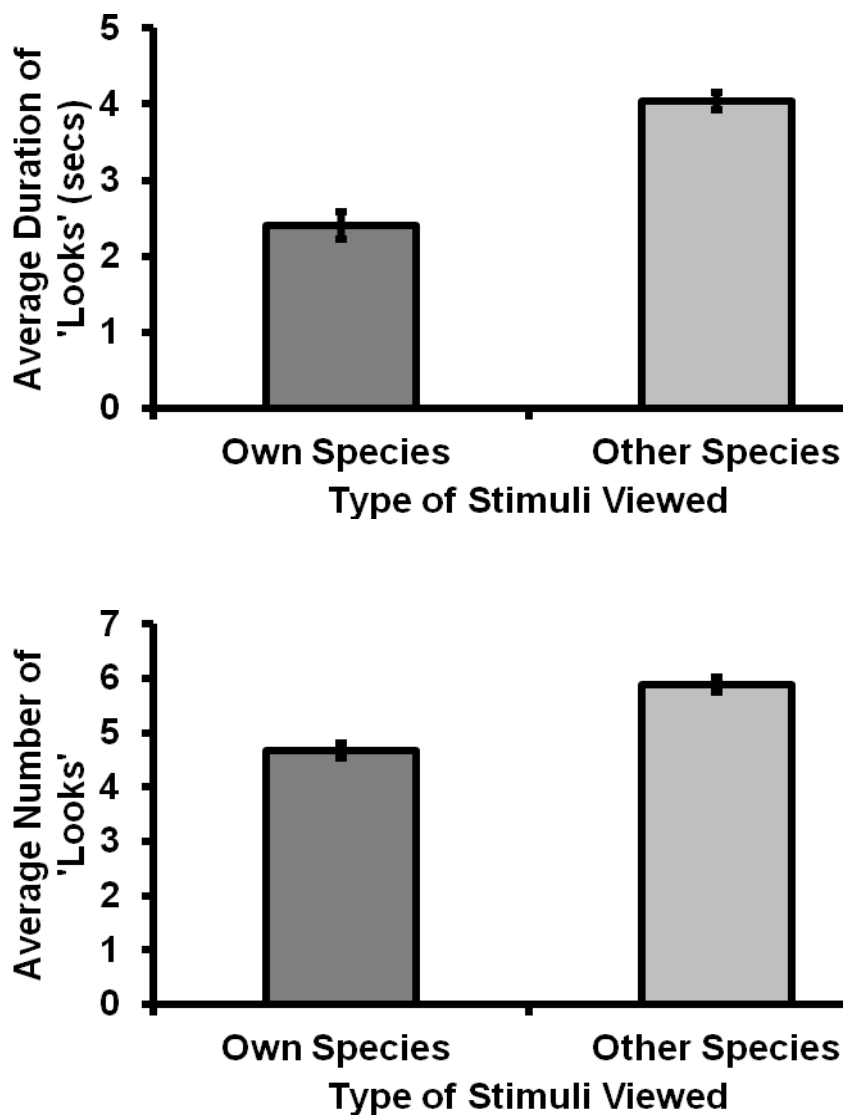 Average Duration of
'Looks' (secs)
5
4
3
2
1
0
Own Species
Other Species
Type of Stimuli Viewed
Average Number of
'Looks'
7
6
5
4
3
2
1
0
Own Species
Other Species
Type of Stimuli Viewed